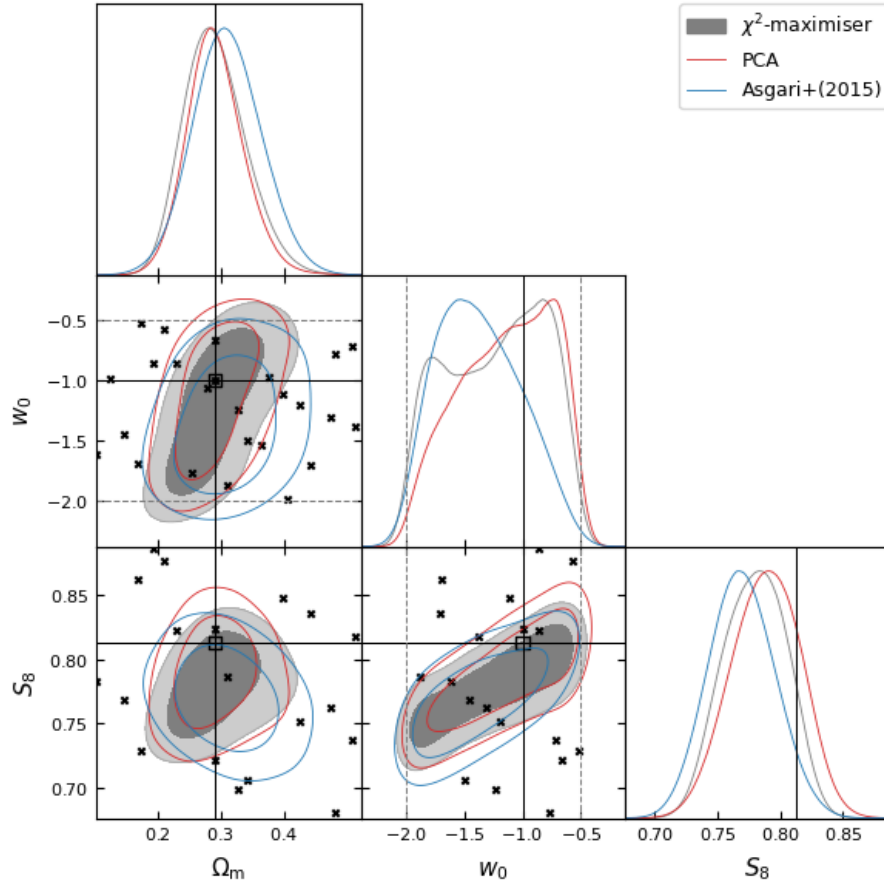 χ²-maximiser
PCA
Asgari+(2015)
−0.5
−1.0
−1.5
−2.0
w₀
0.85
0.80
0.75
0.70
S₈
0.2 0.3 0.4
−2.0 −1.5 −1.0 −0.5
0.70 0.75 0.80 0.85
Ωₘ w₀ S₈